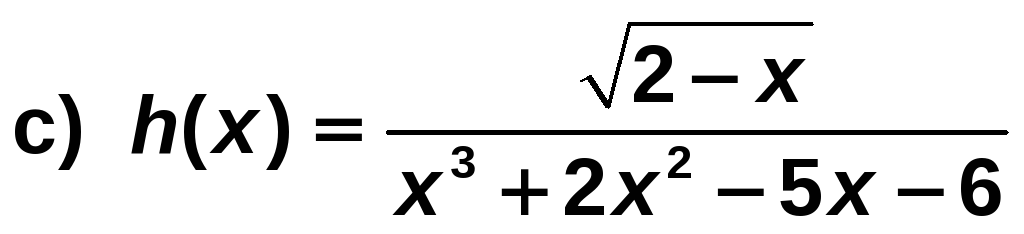 c) h(x) = √(2 − x) / (x³ + 2x² − 5x − 6)